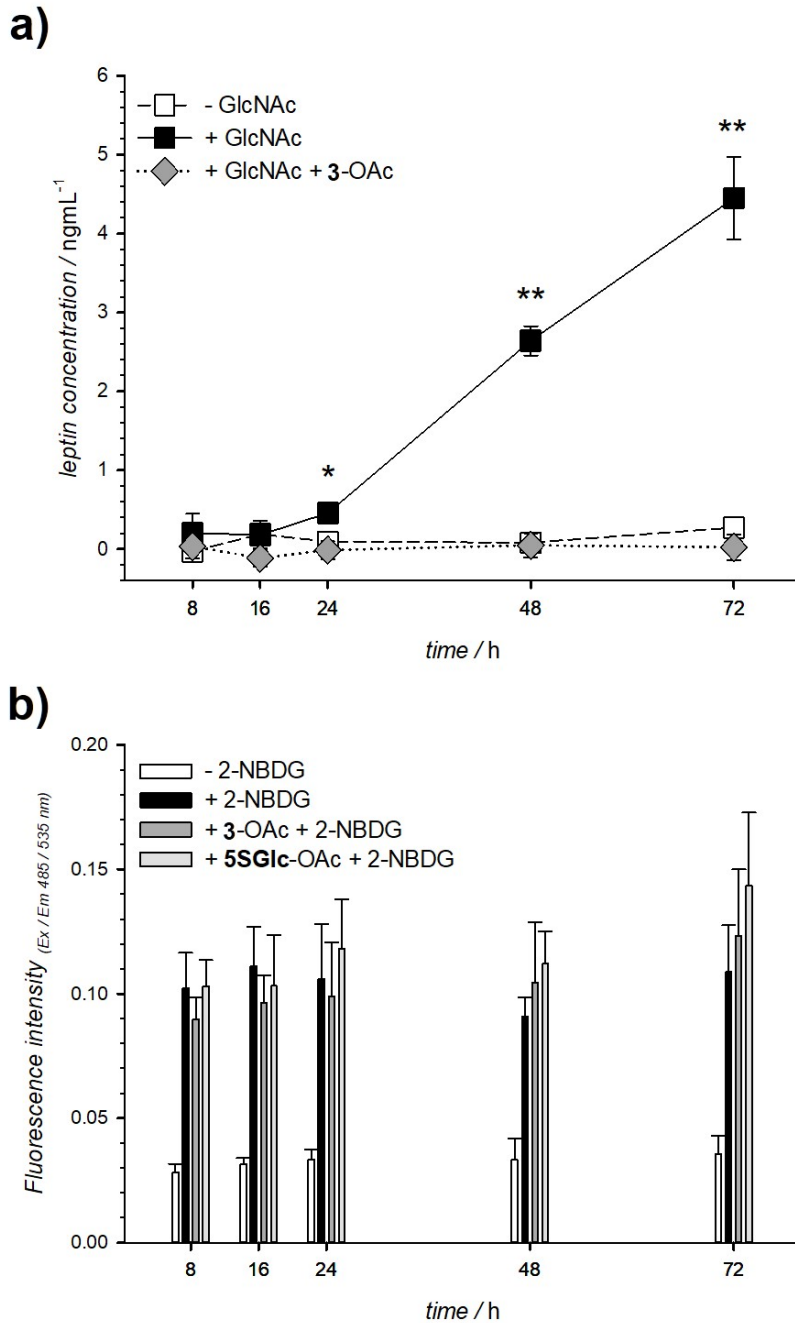 a)
6
5
4
3
2
1
0
leptin concentration / ngmL⁻¹
- GlcNAc
+ GlcNAc
+ GlcNAc + 3-OAc
*
**
**
8 16 24 48 72
time / h
b)
0.20
0.15
0.10
0.05
0.00
Fluorescence intensity (Ex / Em 485 / 535 nm)
- 2-NBDG
+ 2-NBDG
+ 3-OAc + 2-NBDG
+ 5SGlc-OAc + 2-NBDG
8 16 24 48 72
time / h